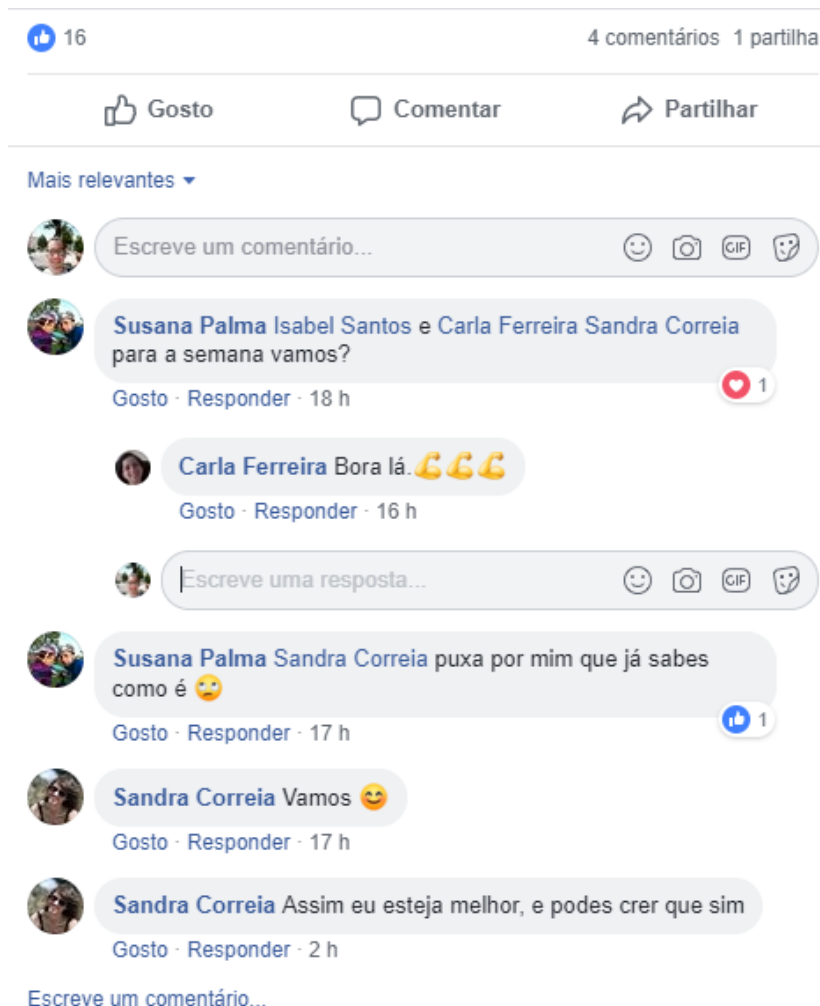 16 4 comentários 1 partilha
Gosto Comentar Partilhar
Mais relevantes
Escreve um comentário...
GIF
Susana Palma Isabel Santos e Carla Ferreira Sandra Correia
para a semana vamos?
1
Gosto · Responder · 18 h
Carla Ferreira Bora lá.💪💪💪
Gosto · Responder · 16 h
Escreve uma resposta...
GIF
Susana Palma Sandra Correia puxa por mim que já sabes
como é 🙄
1
Gosto · Responder · 17 h
Sandra Correia Vamos 😊
Gosto · Responder · 17 h
Sandra Correia Assim eu esteja melhor, e podes crer que sim
Gosto · Responder · 2 h
Escreve um comentário...